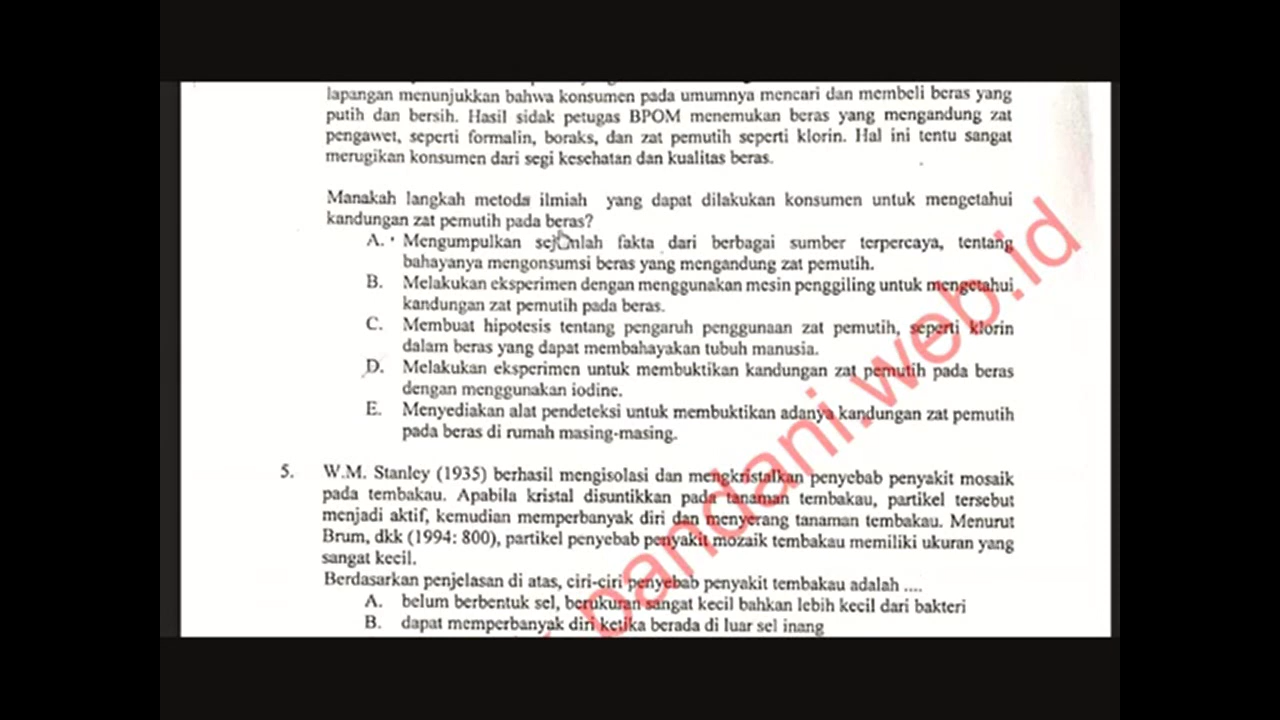 lapangan menunjukkan bahwa konsumen pada umumnya mencari dan membeli beras yang
putih dan bersih. Hasil sidak petugas BPOM menemukan beras yang mengandung zat
pengawet, seperti formalin, boraks, dan zat pemutih seperti klorin. Hal ini tentu sangat
merugikan konsumen dari segi kesehatan dan kualitas beras.
Manakah langkah metoda ilmiah yang dapat dilakukan konsumen untuk mengetahui
kandungan zat pemutih pada beras?
A. Mengumpulkan sejumlah fakta dari berbagai sumber terpercaya, tentang
bahayanya mengonsumsi beras yang mengandung zat pemutih.
B. Melakukan eksperimen dengan menggunakan mesin penggiling untuk mengetahui
kandungan zat pemutih pada beras.
C. Membuat hipotesis tentang pengaruh penggunaan zat pemutih, seperti klorin
dalam beras yang dapat membahayakan tubuh manusia.
D. Melakukan eksperimen untuk membuktikan kandungan zat pemutih pada beras
dengan menggunakan iodine.
E. Menyediakan alat pendeteksi untuk membuktikan adanya kandungan zat pemutih
pada beras di rumah masing-masing.
5. W.M. Stanley (1935) berhasil mengisolasi dan mengkristalkan penyebab penyakit mosaik
pada tembakau. Apabila kristal disuntikkan pada tanaman tembakau, partikel tersebut
menjadi aktif, kemudian memperbanyak diri dan menyerang tanaman tembakau. Menurut
Brum, dkk (1994: 800), partikel penyebab penyakit mozaik tembakau memiliki ukuran yang
sangat kecil.
Berdasarkan penjelasan di atas, ciri-ciri penyebab penyakit tembakau adalah ....
A. belum berbentuk sel, berukuran sangat kecil bahkan lebih kecil dari bakteri
B. dapat memperbanyak diri ketika berada di luar sel inang
pandani.web.id